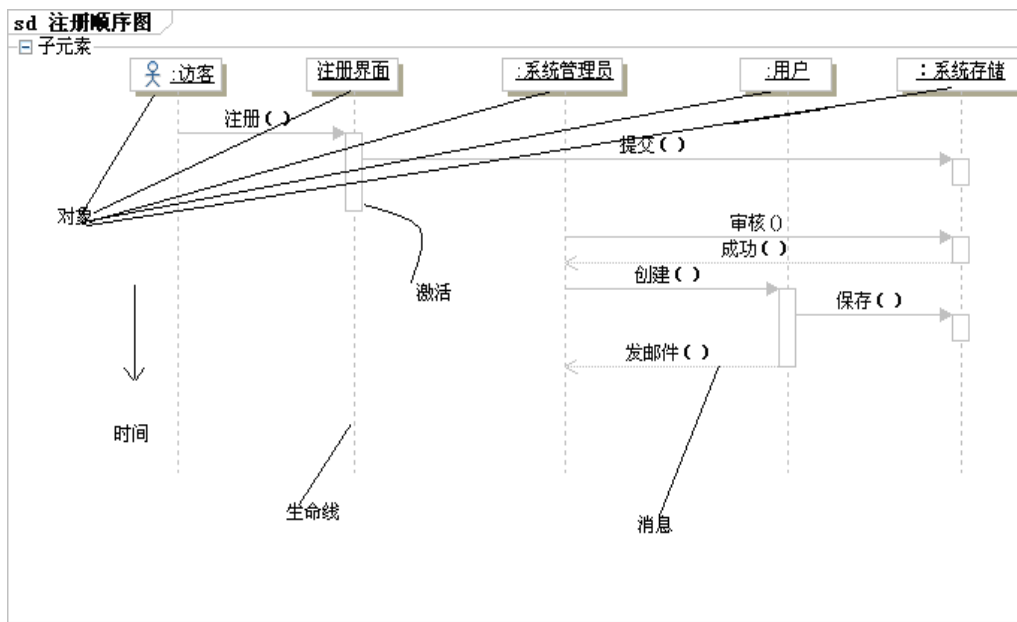 sd 注册顺序图
子元素
:访客
注册界面
:系统管理员
:用户
：系统存储
注册()
提交()
对象
审核()
成功()
创建()
激活
保存()
发邮件()
时间
生命线
消息